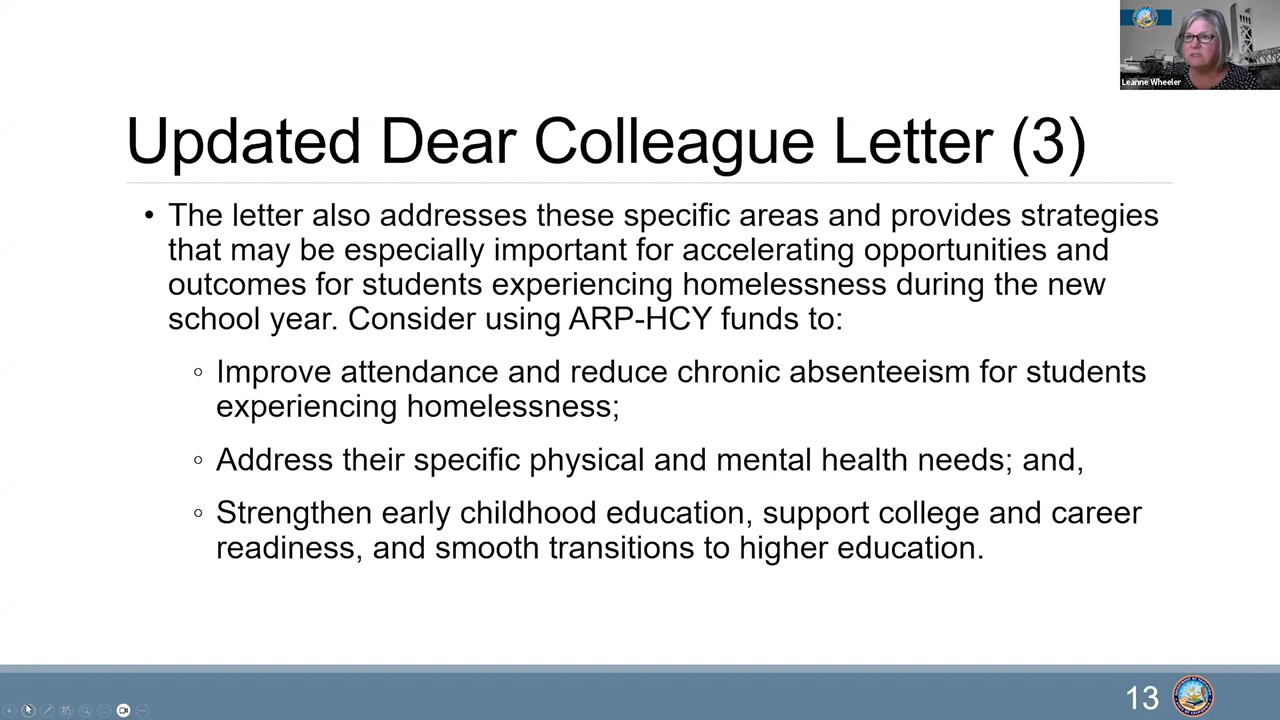 Leanne Wheeler
Updated Dear Colleague Letter (3)
• The letter also addresses these specific areas and provides strategies
that may be especially important for accelerating opportunities and
outcomes for students experiencing homelessness during the new
school year. Consider using ARP-HCY funds to:
◦ Improve attendance and reduce chronic absenteeism for students
experiencing homelessness;
◦ Address their specific physical and mental health needs; and,
◦ Strengthen early childhood education, support college and career
readiness, and smooth transitions to higher education.
13